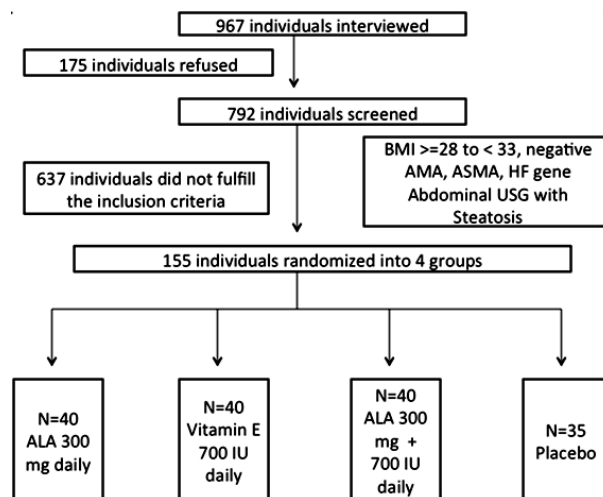 967 individuals interviewed
175 individuals refused
792 individuals screened
BMI >=28 to < 33, negative
AMA, ASMA, HF gene
Abdominal USG with
Steatosis
637 individuals did not fulfill
the inclusion criteria
155 individuals randomized into 4 groups
N=40
ALA 300
mg daily
N=40
Vitamin E
700 IU
daily
N=40
ALA 300
mg +
700 IU
daily
N=35
Placebo